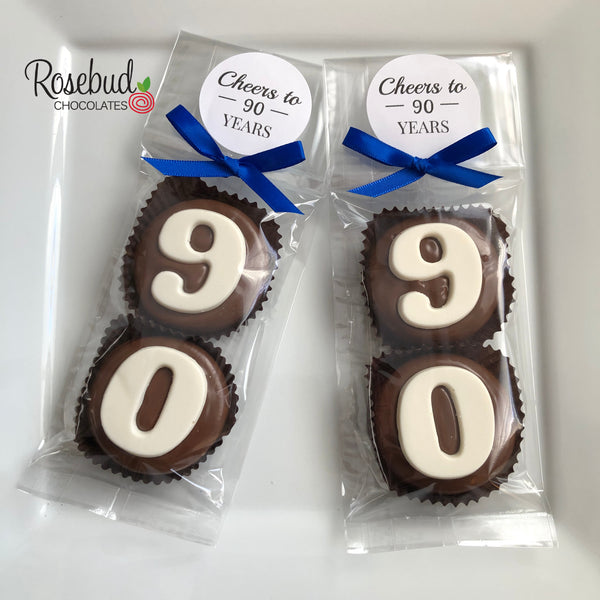 Rosebud
CHOCOLATES
Cheers to
90
YEARS
Cheers to
90
YEARS
9
0
9
0